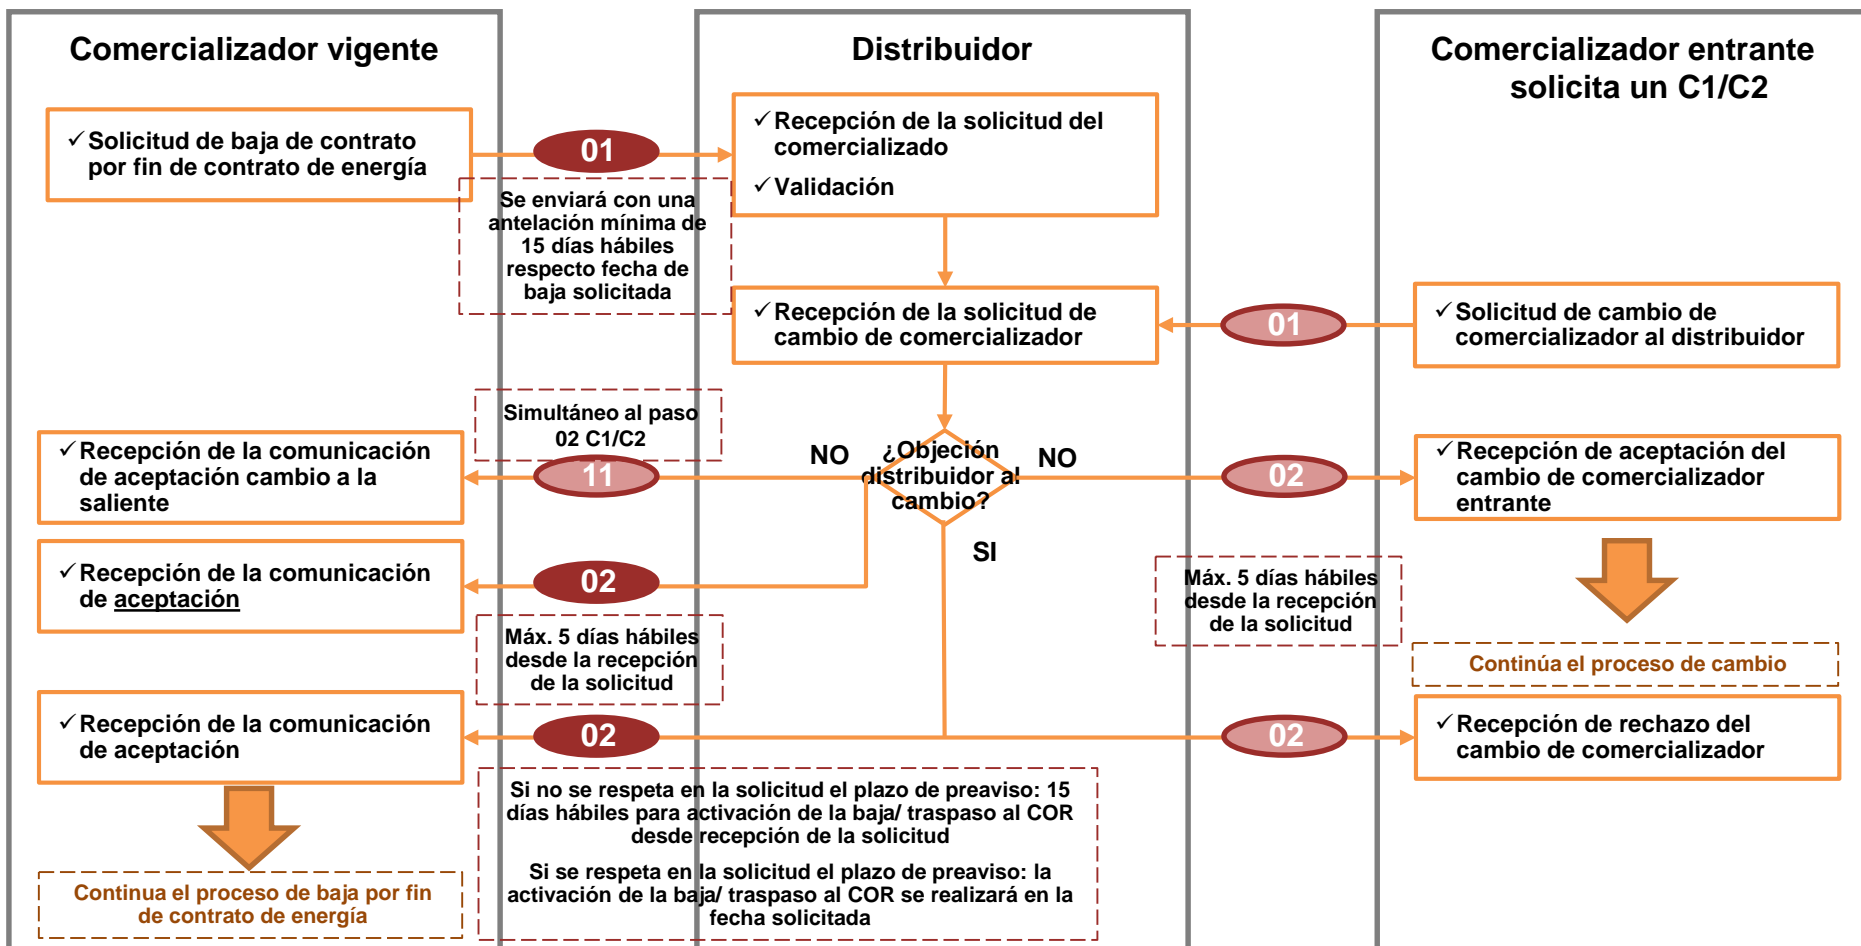 Comercializador vigente
Distribuidor
Comercializador entrante
solicita un C1/C2
✓ Solicitud de baja de contrato
por fin de contrato de energía
01
Se enviará con una
antelación mínima de
15 días hábiles
respecto fecha de
baja solicitada
✓ Recepción de la solicitud del
comercializado
✓ Validación
✓ Recepción de la solicitud de
cambio de comercializador
01
✓ Solicitud de cambio de
comercializador al distribuidor
Simultáneo al paso
02 C1/C2
✓ Recepción de la comunicación
de aceptación cambio a la
saliente
11
NO
¿Objeción
distribuidor al
cambio?
NO
02
✓ Recepción de aceptación del
cambio de comercializador
entrante
SI
✓ Recepción de la comunicación
de aceptación
02
Máx. 5 días hábiles
desde la recepción
de la solicitud
Máx. 5 días hábiles
desde la recepción
de la solicitud
Continúa el proceso de cambio
✓ Recepción de la comunicación
de aceptación
02
02
✓ Recepción de rechazo del
cambio de comercializador
Si no se respeta en la solicitud el plazo de preaviso: 15
días hábiles para activación de la baja/ traspaso al COR
desde recepción de la solicitud
Si se respeta en la solicitud el plazo de preaviso: la
activación de la baja/ traspaso al COR se realizará en la
fecha solicitada
Continua el proceso de baja por fin
de contrato de energía